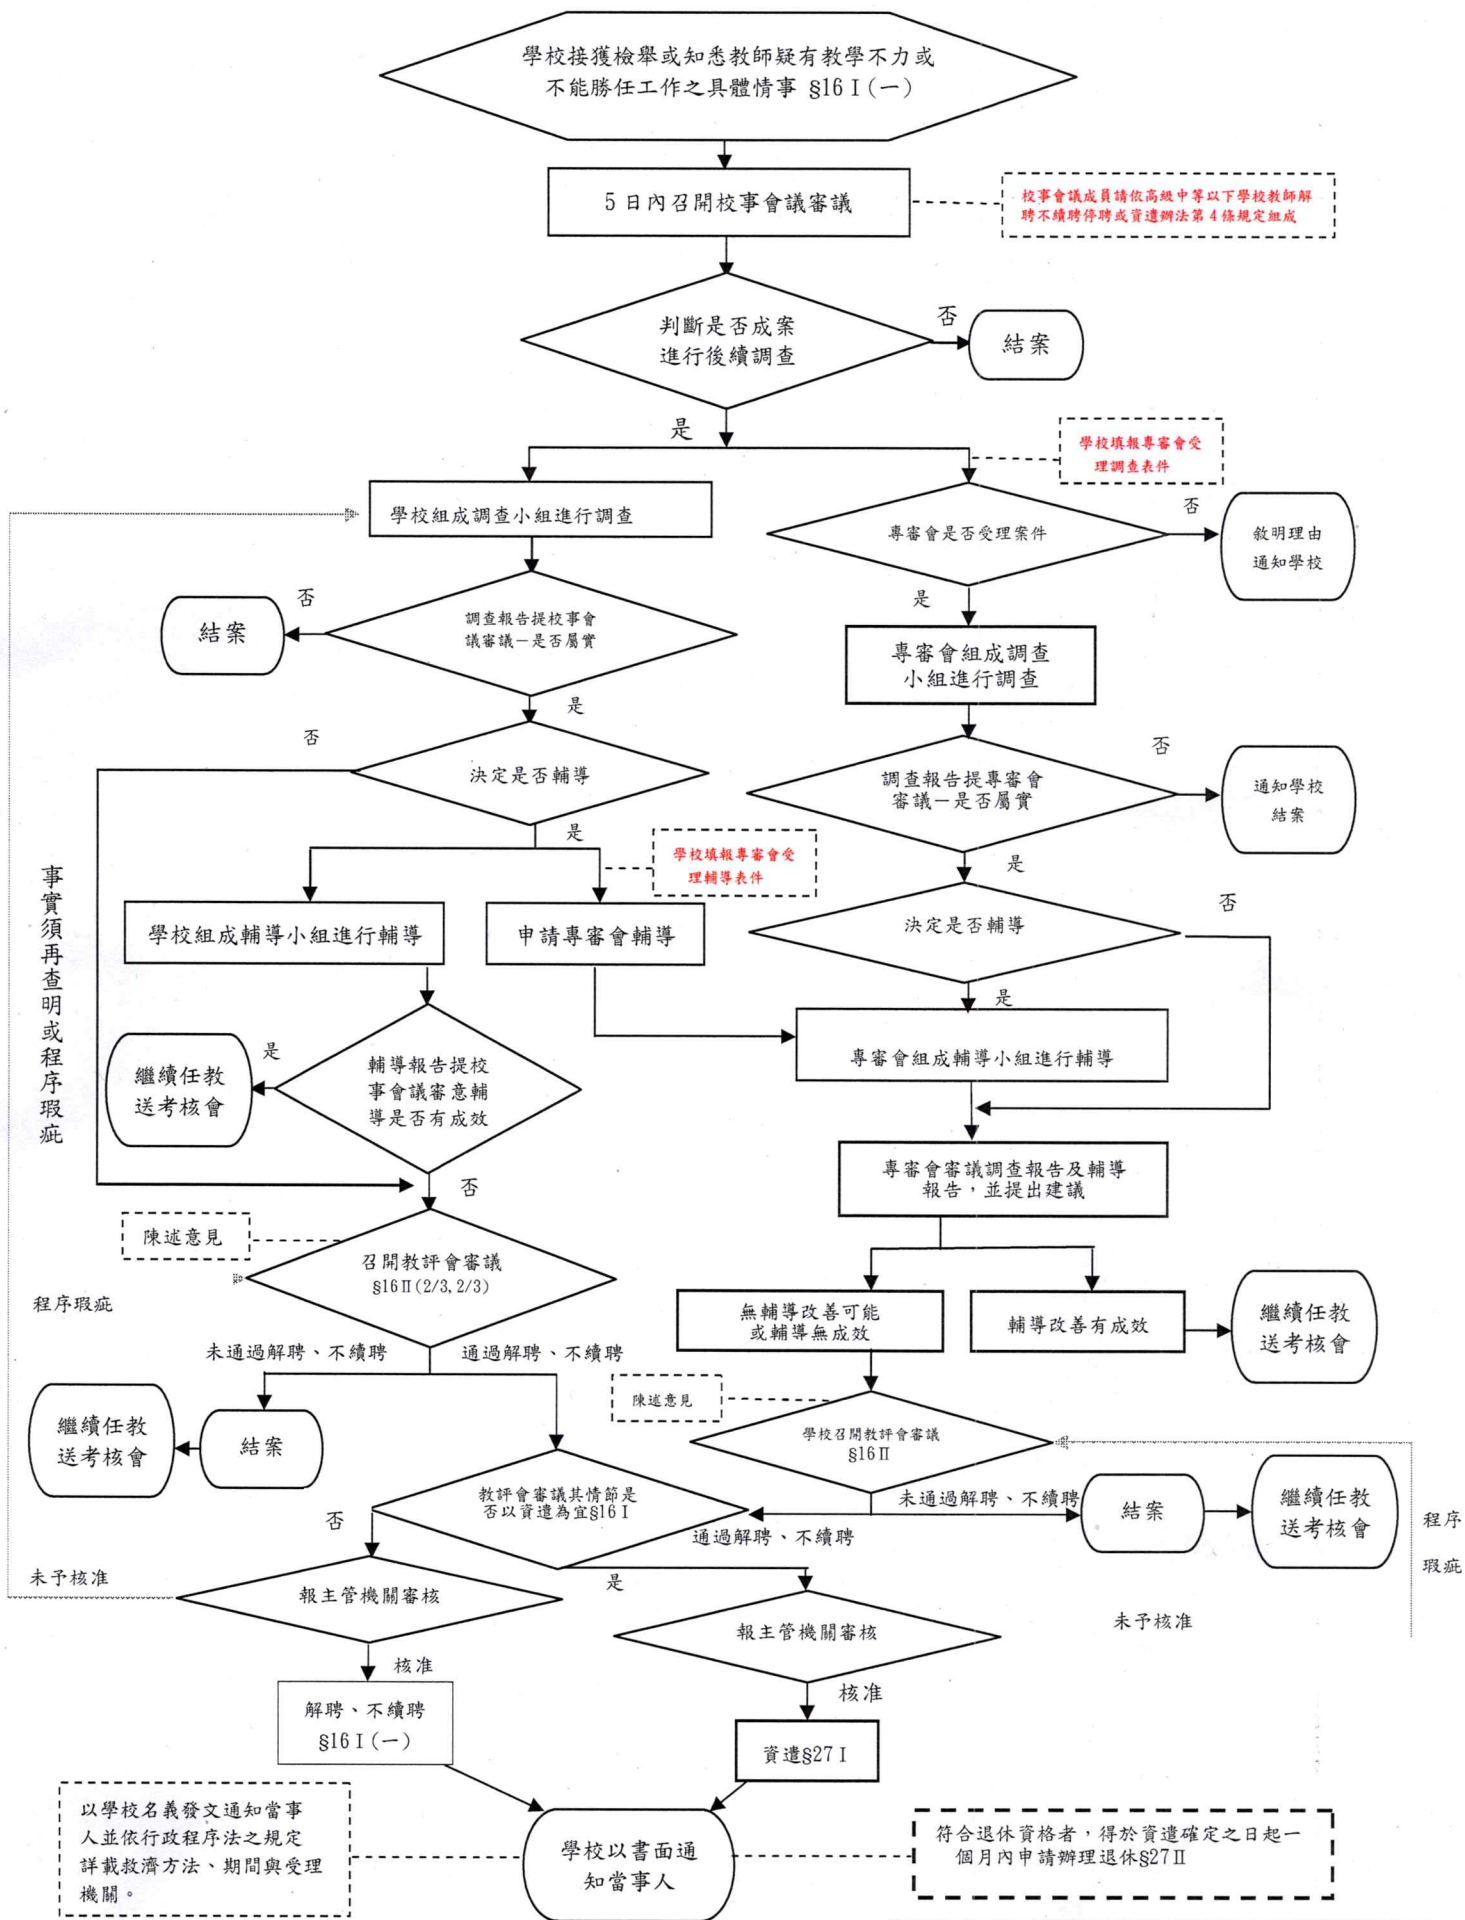 學校接獲檢舉或知悉教師疑有教學不力或
不能勝任工作之具體情事 §16Ⅰ(一)
5 日內召開校事會議審議
校事會議成員請依高級中等以下學校教師解
聘不續聘停聘或資遣辦法第 4 條規定組成
判斷是否成案
進行後續調查
否
結案
是
學校填報專審會受
理調查表件
學校組成調查小組進行調查
專審會是否受理案件
否
敘明理由
通知學校
是
調查報告提校事會
議審議－是否屬實
否
結案
專審會組成調查
小組進行調查
是
否
決定是否輔導
調查報告提專審會
審議－是否屬實
否
通知學校
結案
是
學校填報專審會受
理輔導表件
是
事實須再查明或程序瑕疵
學校組成輔導小組進行輔導
申請專審會輔導
決定是否輔導
否
是
專審會組成輔導小組進行輔導
輔導報告提校
事會議審意輔
導是否有成效
是
繼續任教
送考核會
否
專審會審議調查報告及輔導
報告，並提出建議
陳述意見
召開教評會審議
§16Ⅱ(2/3,2/3)
程序瑕疵
無輔導改善可能
或輔導無成效
輔導改善有成效
繼續任教
送考核會
未通過解聘、不續聘
通過解聘、不續聘
陳述意見
學校召開教評會審議
§16Ⅱ
繼續任教
送考核會
結案
教評會審議其情節是
否以資遣為宜§16Ⅰ
未通過解聘、不續聘
通過解聘、不續聘
結案
繼續任教
送考核會
程序
瑕疵
否
是
未予核准
報主管機關審核
報主管機關審核
未予核准
核准
核准
解聘、不續聘
§16Ⅰ(一)
資遣§27Ⅰ
以學校名義發文通知當事
人並依行政程序法之規定
詳載救濟方法、期間與受理
機關。
學校以書面通
知當事人
符合退休資格者，得於資遣確定之日起一
個月內申請辦理退休§27Ⅱ